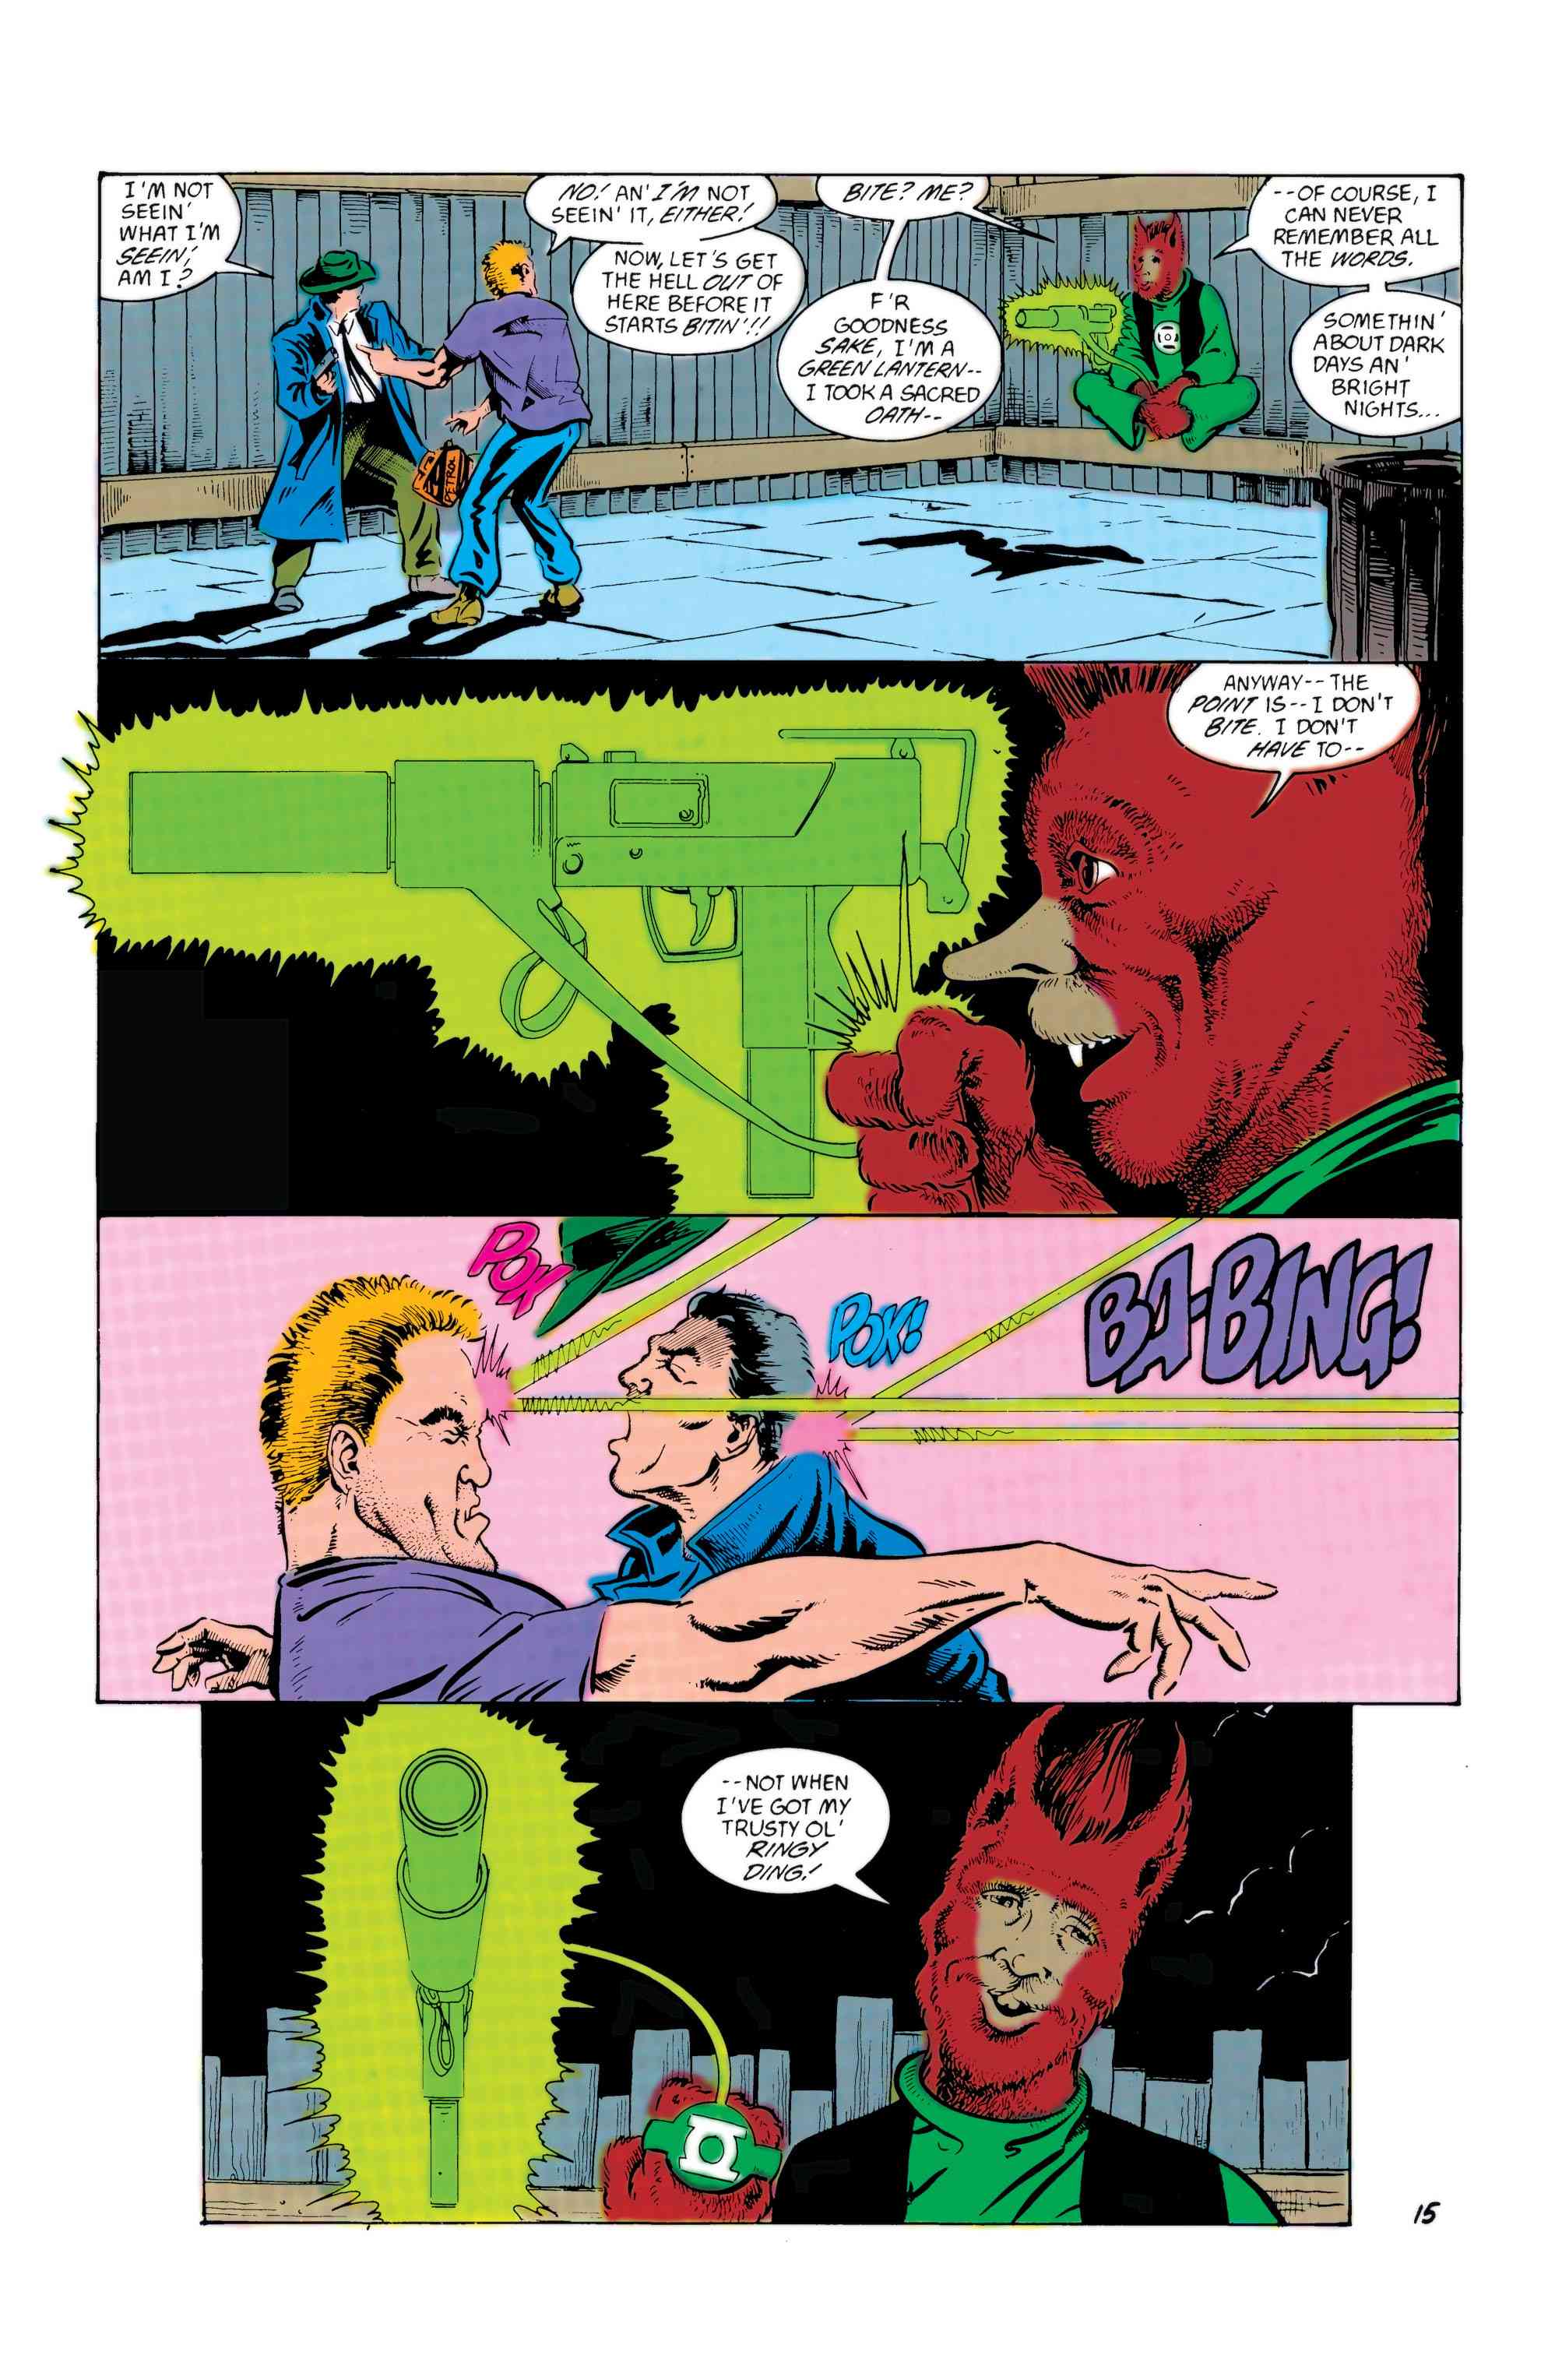 I'M NOT
SEEIN'
WHAT I'M
SEEIN',
AM I?
NO! AN' I'M NOT
SEEIN' IT, EITHER!
NOW, LET'S GET
THE HELL OUT OF
HERE BEFORE IT
STARTS BITIN'!!
PETROL
BITE? ME?
F'R
GOODNESS
SAKE, I'M A
GREEN LANTERN--
I TOOK A SACRED
OATH--
--OF COURSE, I
CAN NEVER
REMEMBER ALL
THE WORDS.
SOMETHIN'
ABOUT DARK
DAYS AN'
BRIGHT
NIGHTS...
ANYWAY-- THE
POINT IS-- I DON'T
BITE. I DON'T
HAVE TO--
POK
POK!
BA-BING!
--NOT WHEN
I'VE GOT MY
TRUSTY OL'
RINGY
DING!
15